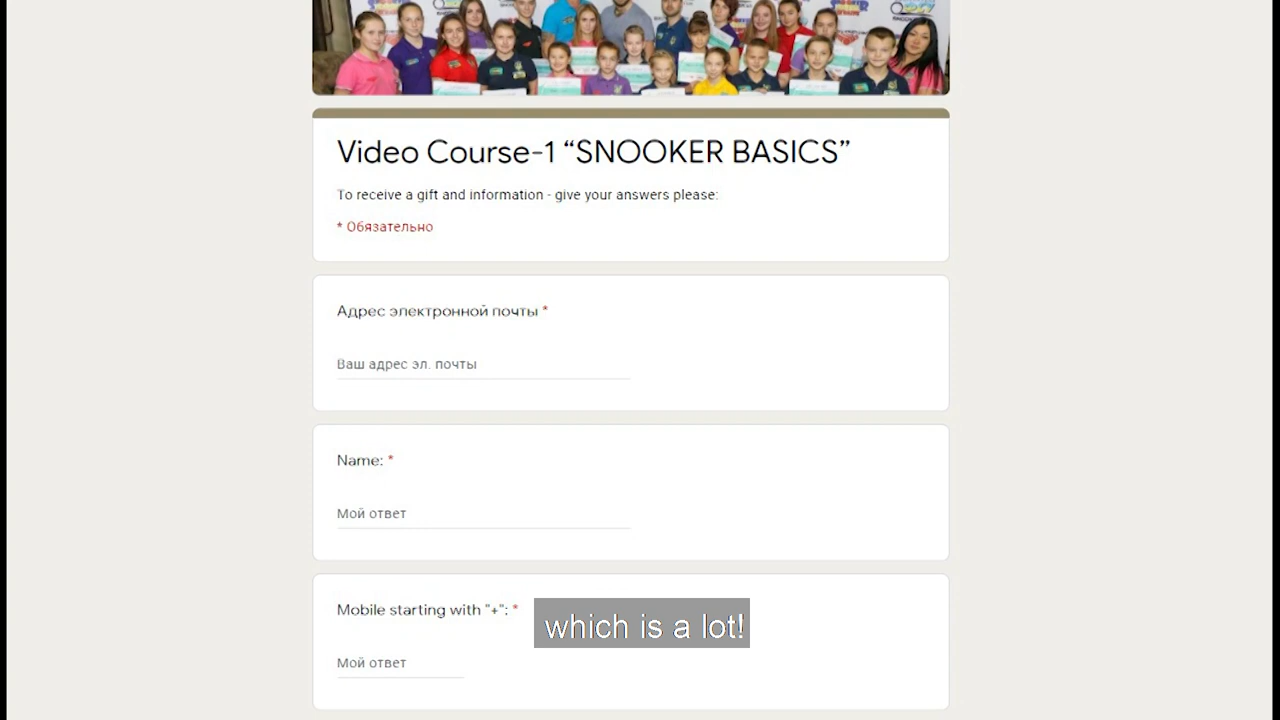 Video Course-1 “SNOOKER BASICS”
To receive a gift and information - give your answers please:
* Обязательно
Адрес электронной почты *
Ваш адрес эл. почты
Name: *
Мой ответ
Mobile starting with "+": *
which is a lot!
Мой ответ